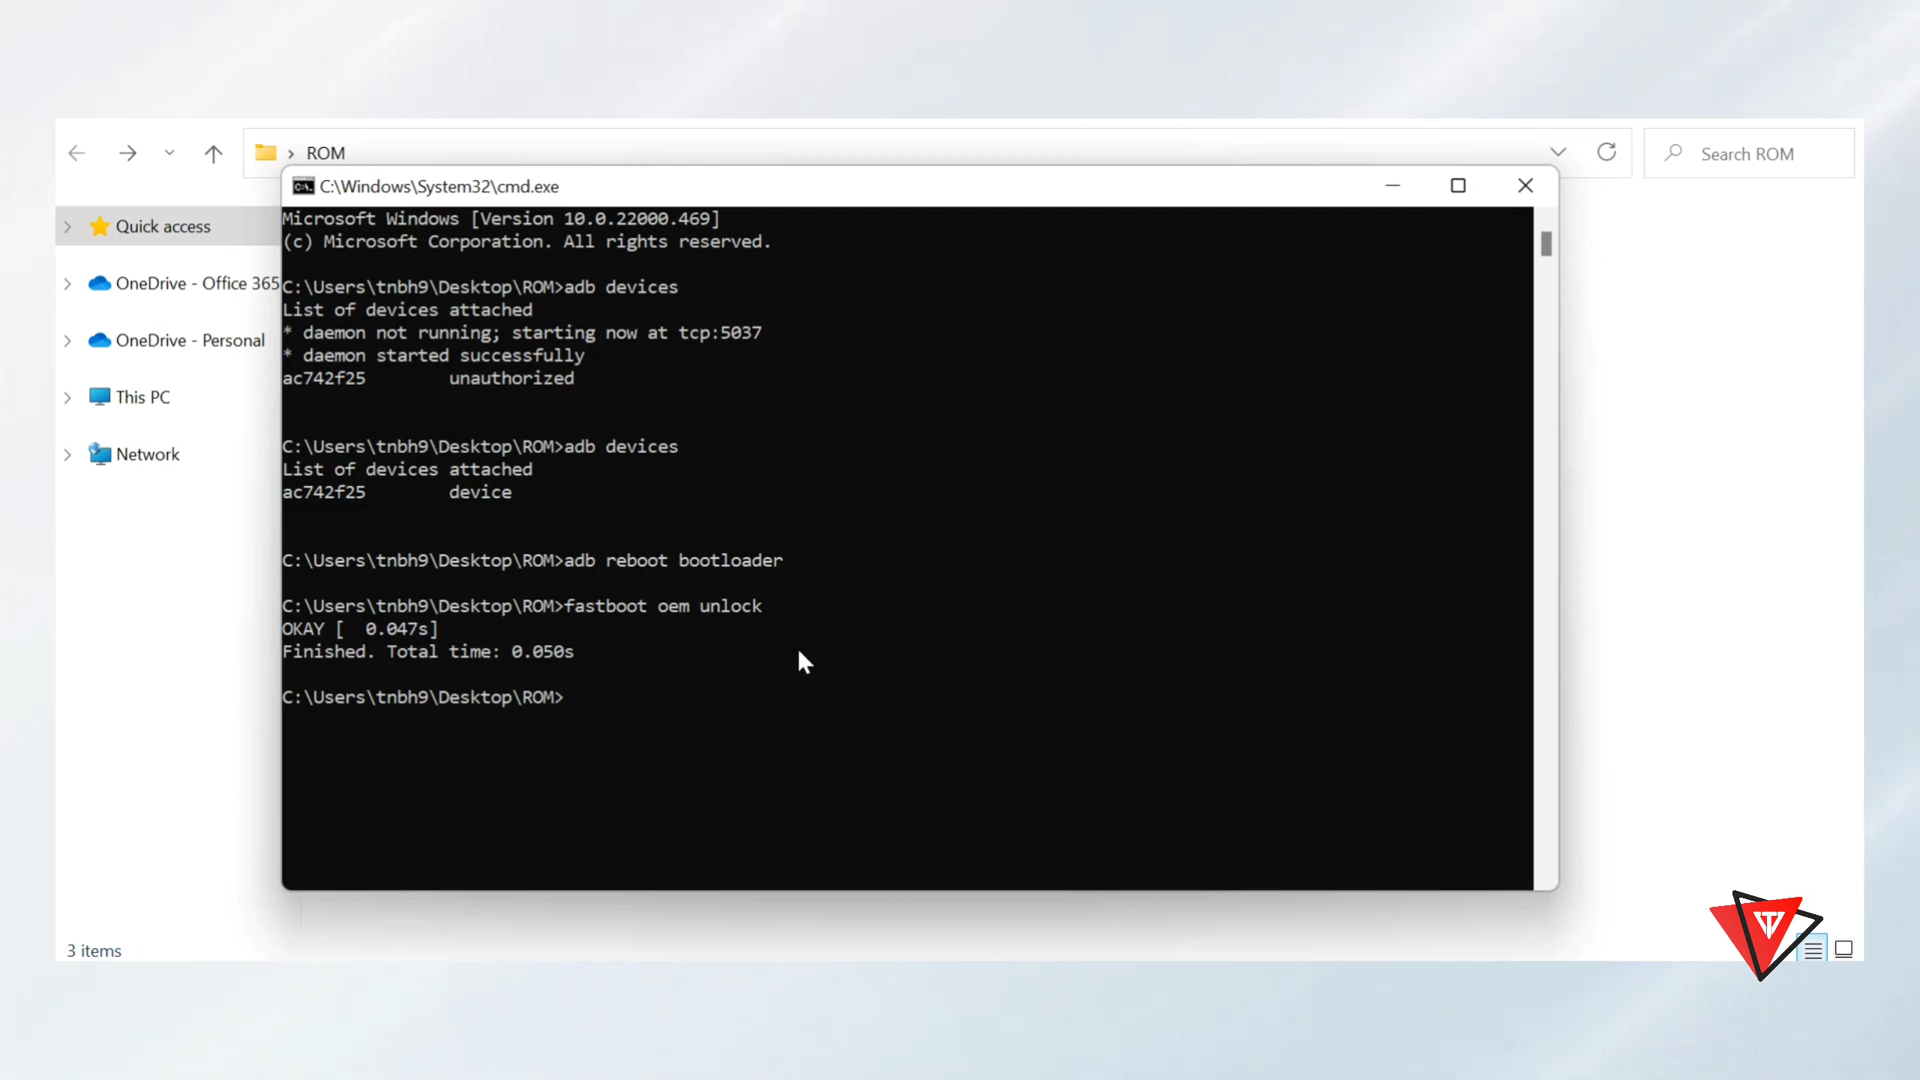 ROM
Search ROM
C:\Windows\System32\cmd.exe
Quick access
OneDrive - Office 365
OneDrive - Personal
This PC
Network
Microsoft Windows [Version 10.0.22000.469]
(c) Microsoft Corporation. All rights reserved.
C:\Users\tnbh9\Desktop\ROM>adb devices
List of devices attached
* daemon not running; starting now at tcp:5037
* daemon started successfully
ac742f25        unauthorized
C:\Users\tnbh9\Desktop\ROM>adb devices
List of devices attached
ac742f25        device
C:\Users\tnbh9\Desktop\ROM>adb reboot bootloader
C:\Users\tnbh9\Desktop\ROM>fastboot oem unlock
OKAY [  0.047s]
Finished. Total time: 0.050s
C:\Users\tnbh9\Desktop\ROM>
3 items